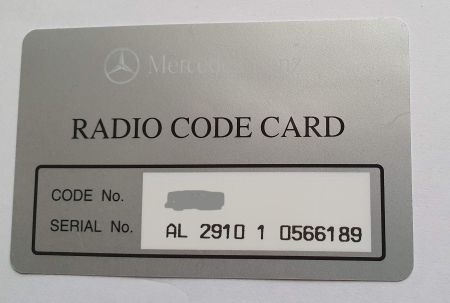 Mercedes-Benz
RADIO CODE CARD
CODE No.
SERIAL No. AL 2910 1 0566189